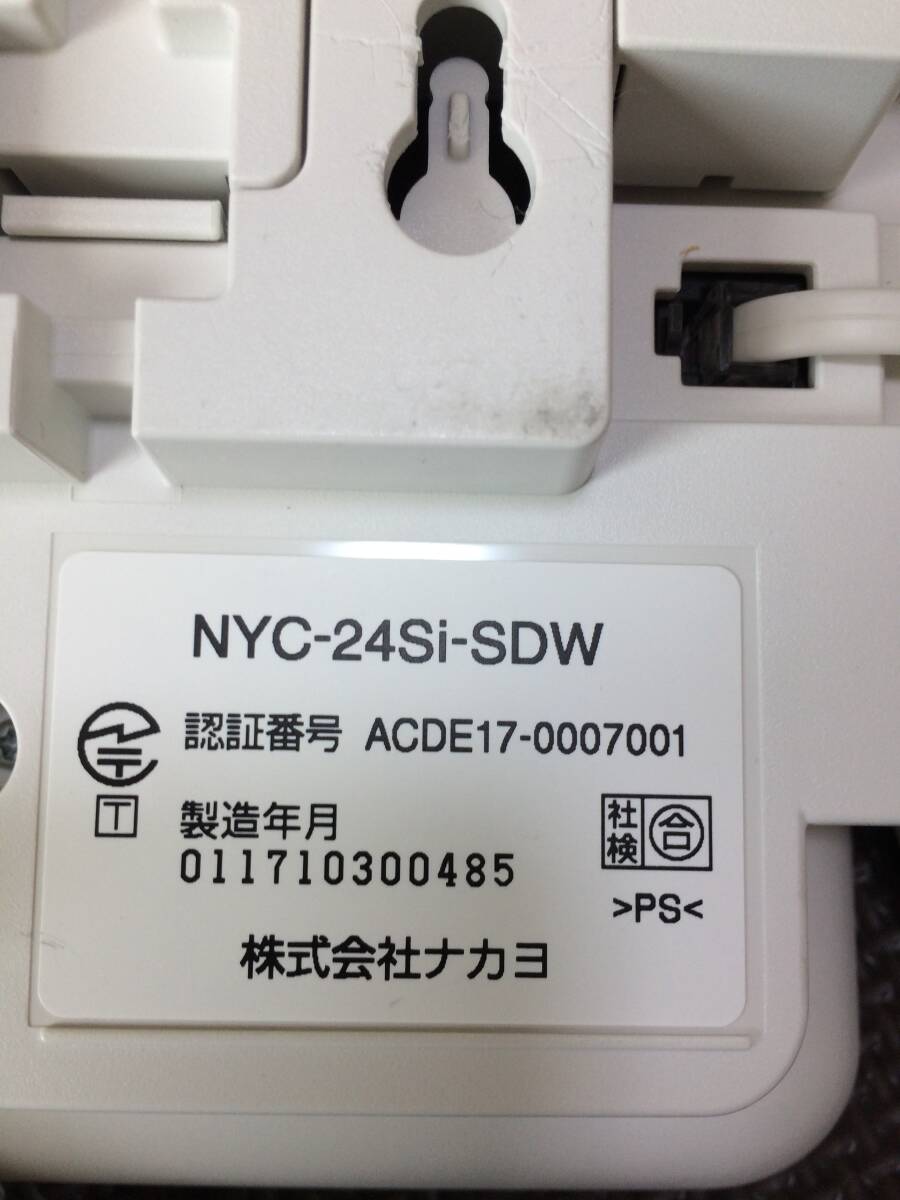 NYC-24Si-SDW
認証番号 ACDE17-0007001
T
製造年月
011710300485
社検 合
>PS<
株式会社ナカヨ